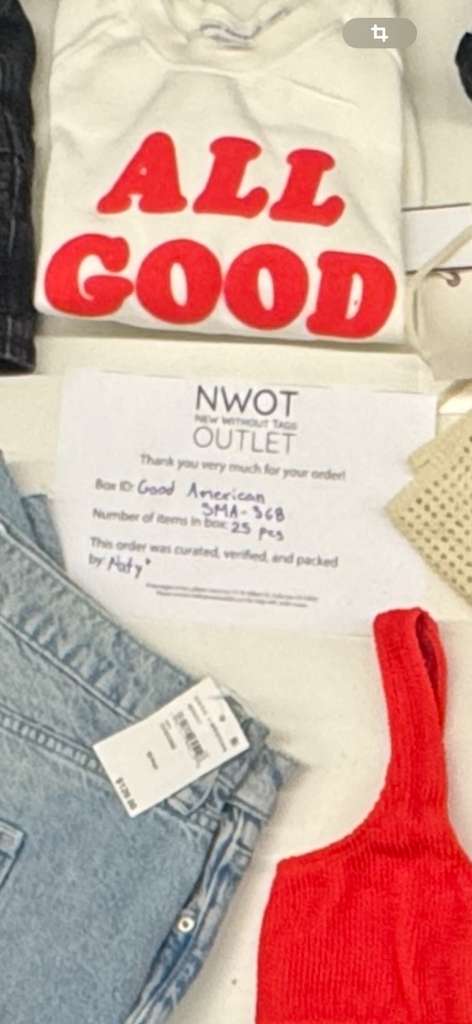 ALL
GOOD
NWOT
NEW WITHOUT TAGS
OUTLET
Thank you very much for your order!
Box ID: Good American
SMA-368
Number of items in box: 25 pcs
This order was curated, verified, and packed
by Naty